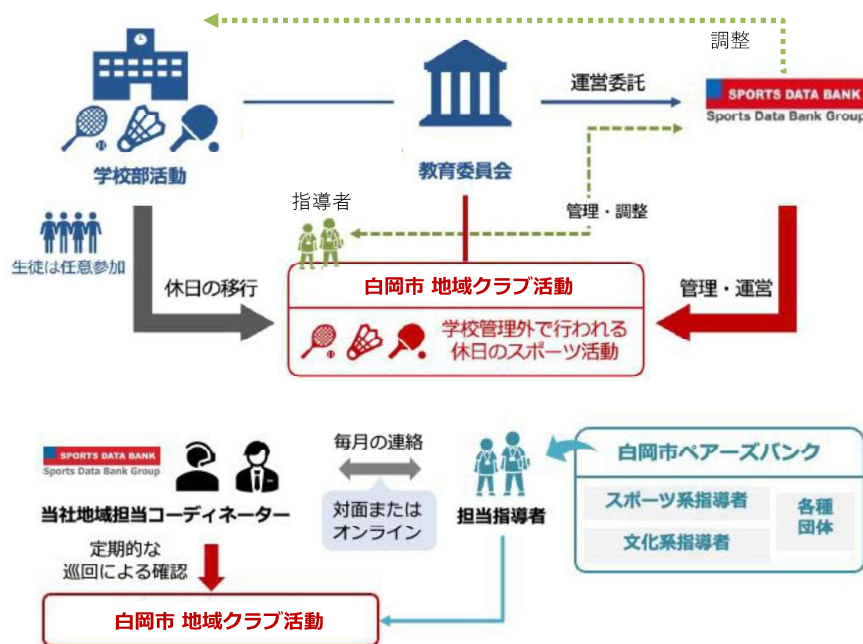 調整
SPORTS DATA BANK
Sports Data Bank Group
運営委託
学校部活動
教育委員会
指導者
管理・調整
生徒は任意参加
休日の移行
白岡市 地域クラブ活動
管理・運営
学校管理外で行われる
休日のスポーツ活動
SPORTS DATA BANK
Sports Data Bank Group
毎月の連絡
白岡市ペアーズバンク
当社地域担当コーディネーター
対面または
オンライン
担当指導者
スポーツ系指導者
文化系指導者
各種
団体
定期的な
巡回による確認
白岡市 地域クラブ活動